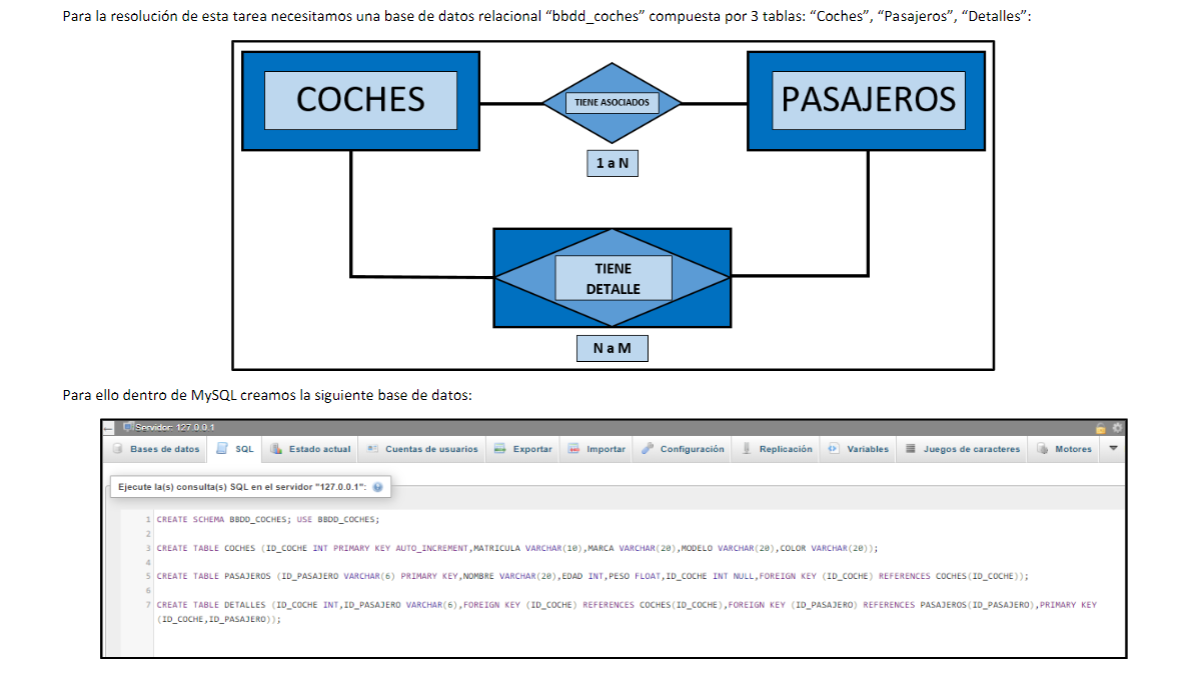 Para la resolución de esta tarea necesitamos una base de datos relacional “bbdd_coches” compuesta por 3 tablas: “Coches”, “Pasajeros”, “Detalles”:
COCHES
TIENE ASOCIADOS
PASAJEROS
1 a N
TIENE
DETALLE
N a M
Para ello dentro de MySQL creamos la siguiente base de datos:
Servidor: 127.0.0.1
Bases de datos SQL Estado actual Cuentas de usuarios Exportar Importar Configuración Replicación Variables Juegos de caracteres Motores
Ejecute la(s) consulta(s) SQL en el servidor "127.0.0.1":
1 CREATE SCHEMA BBDD_COCHES; USE BBDD_COCHES;
2
3 CREATE TABLE COCHES (ID_COCHE INT PRIMARY KEY AUTO_INCREMENT,MATRICULA VARCHAR(10),MARCA VARCHAR(20),MODELO VARCHAR(20),COLOR VARCHAR(20));
4
5 CREATE TABLE PASAJEROS (ID_PASAJERO VARCHAR(6) PRIMARY KEY,NOMBRE VARCHAR(20),EDAD INT,PESO FLOAT,ID_COCHE INT NULL,FOREIGN KEY (ID_COCHE) REFERENCES COCHES(ID_COCHE));
6
7 CREATE TABLE DETALLES (ID_COCHE INT,ID_PASAJERO VARCHAR(6),FOREIGN KEY (ID_COCHE) REFERENCES COCHES(ID_COCHE),FOREIGN KEY (ID_PASAJERO) REFERENCES PASAJEROS(ID_PASAJERO),PRIMARY KEY
(ID_COCHE,ID_PASAJERO));